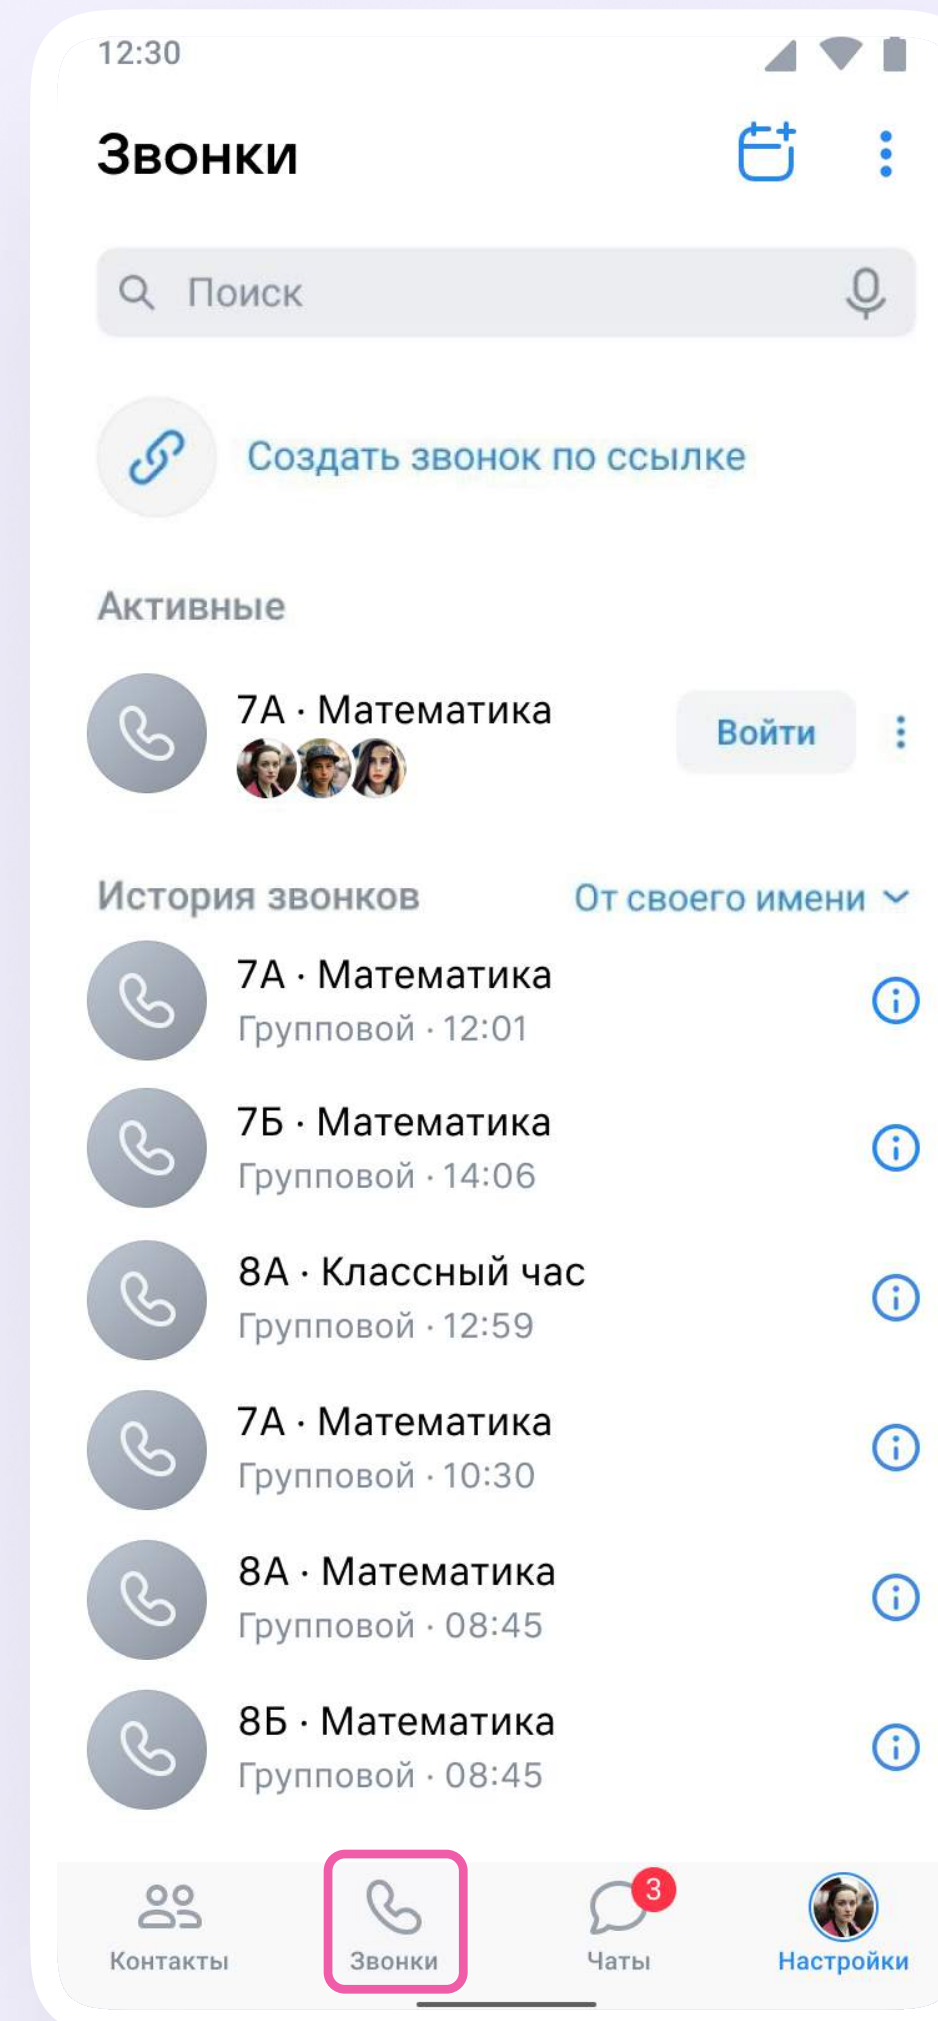 12:30
Звонки
Поиск
Создать звонок по ссылке
Активные
7А · Математика
Войти
История звонков
От своего имени
7А · Математика
Групповой · 12:01
7Б · Математика
Групповой · 14:06
8А · Классный час
Групповой · 12:59
7А · Математика
Групповой · 10:30
8А · Математика
Групповой · 08:45
8Б · Математика
Групповой · 08:45
3
Контакты
Звонки
Чаты
Настройки